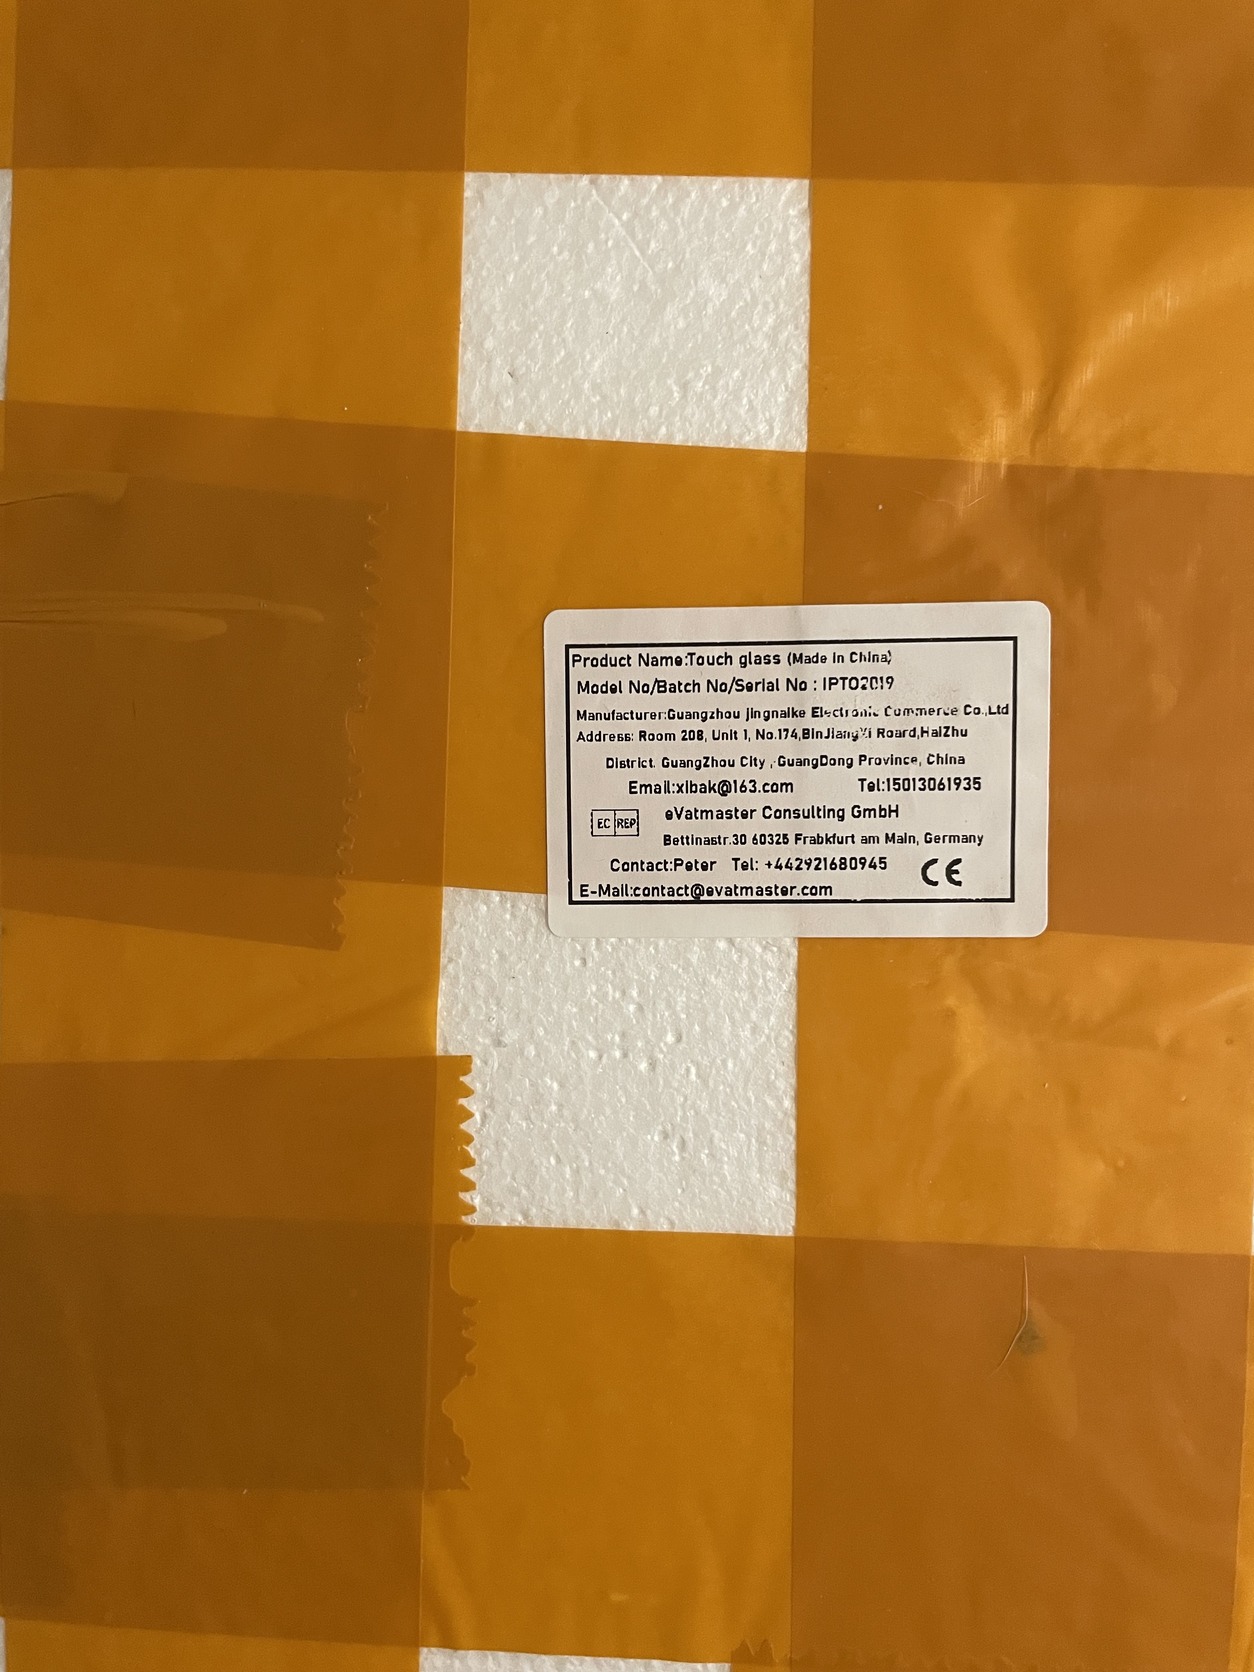 Product Name:Touch glass (Made in China)
Model No/Batch No/Serial No : IPTO2019
Manufacturer:Guangzhou jingnaike Electronic Commerce Co.,Ltd
Address: Room 208, Unit 1, No.174,BinJiangXi Roard,HaiZhu
District. GuangZhou City , GuangDong Province, China
Email:xlbak@163.com Tel:15013061935
EC REP eVatmaster Consulting GmbH
Bettinastr.30 60325 Frabkfurt am Main, Germany
Contact:Peter Tel: +442921680945
CE
E-Mail:contact@evatmaster.com